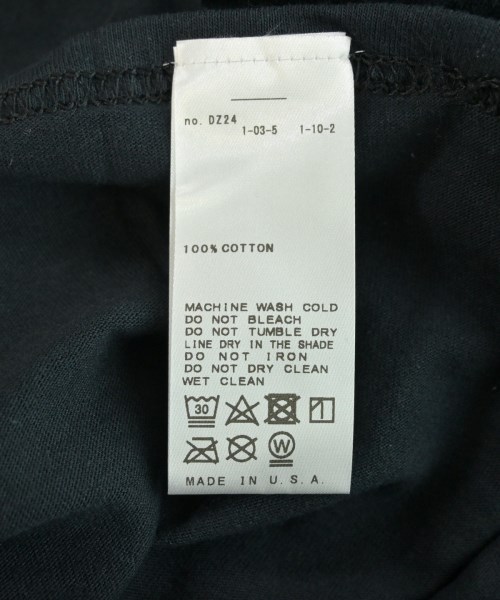 no. DZ24
1-03-5 1-10-2
100% COTTON
MACHINE WASH COLD
DO NOT BLEACH
DO NOT TUMBLE DRY
LINE DRY IN THE SHADE
DO NOT IRON
DO NOT DRY CLEAN
WET CLEAN
30
W
MADE IN U.S.A.